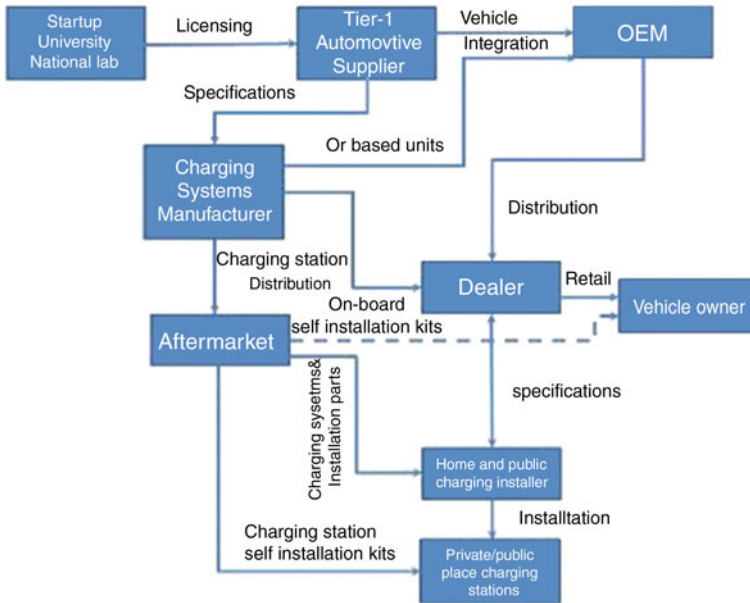 Startup
University
National lab
Licensing
Tier-1
Automovtive
Supplier
Vehicle
Integration
OEM
Specifications
Or based units
Charging
Systems
Manufacturer
Distribution
Charging station
Distribution
Dealer
Retail
Vehicle owner
On-board
self installation kits
Aftermarket
Charging sysetms&
Installation parts
specifications
Home and public
charging installer
Installtation
Charging station
self installation kits
Private/public
place charging
stations